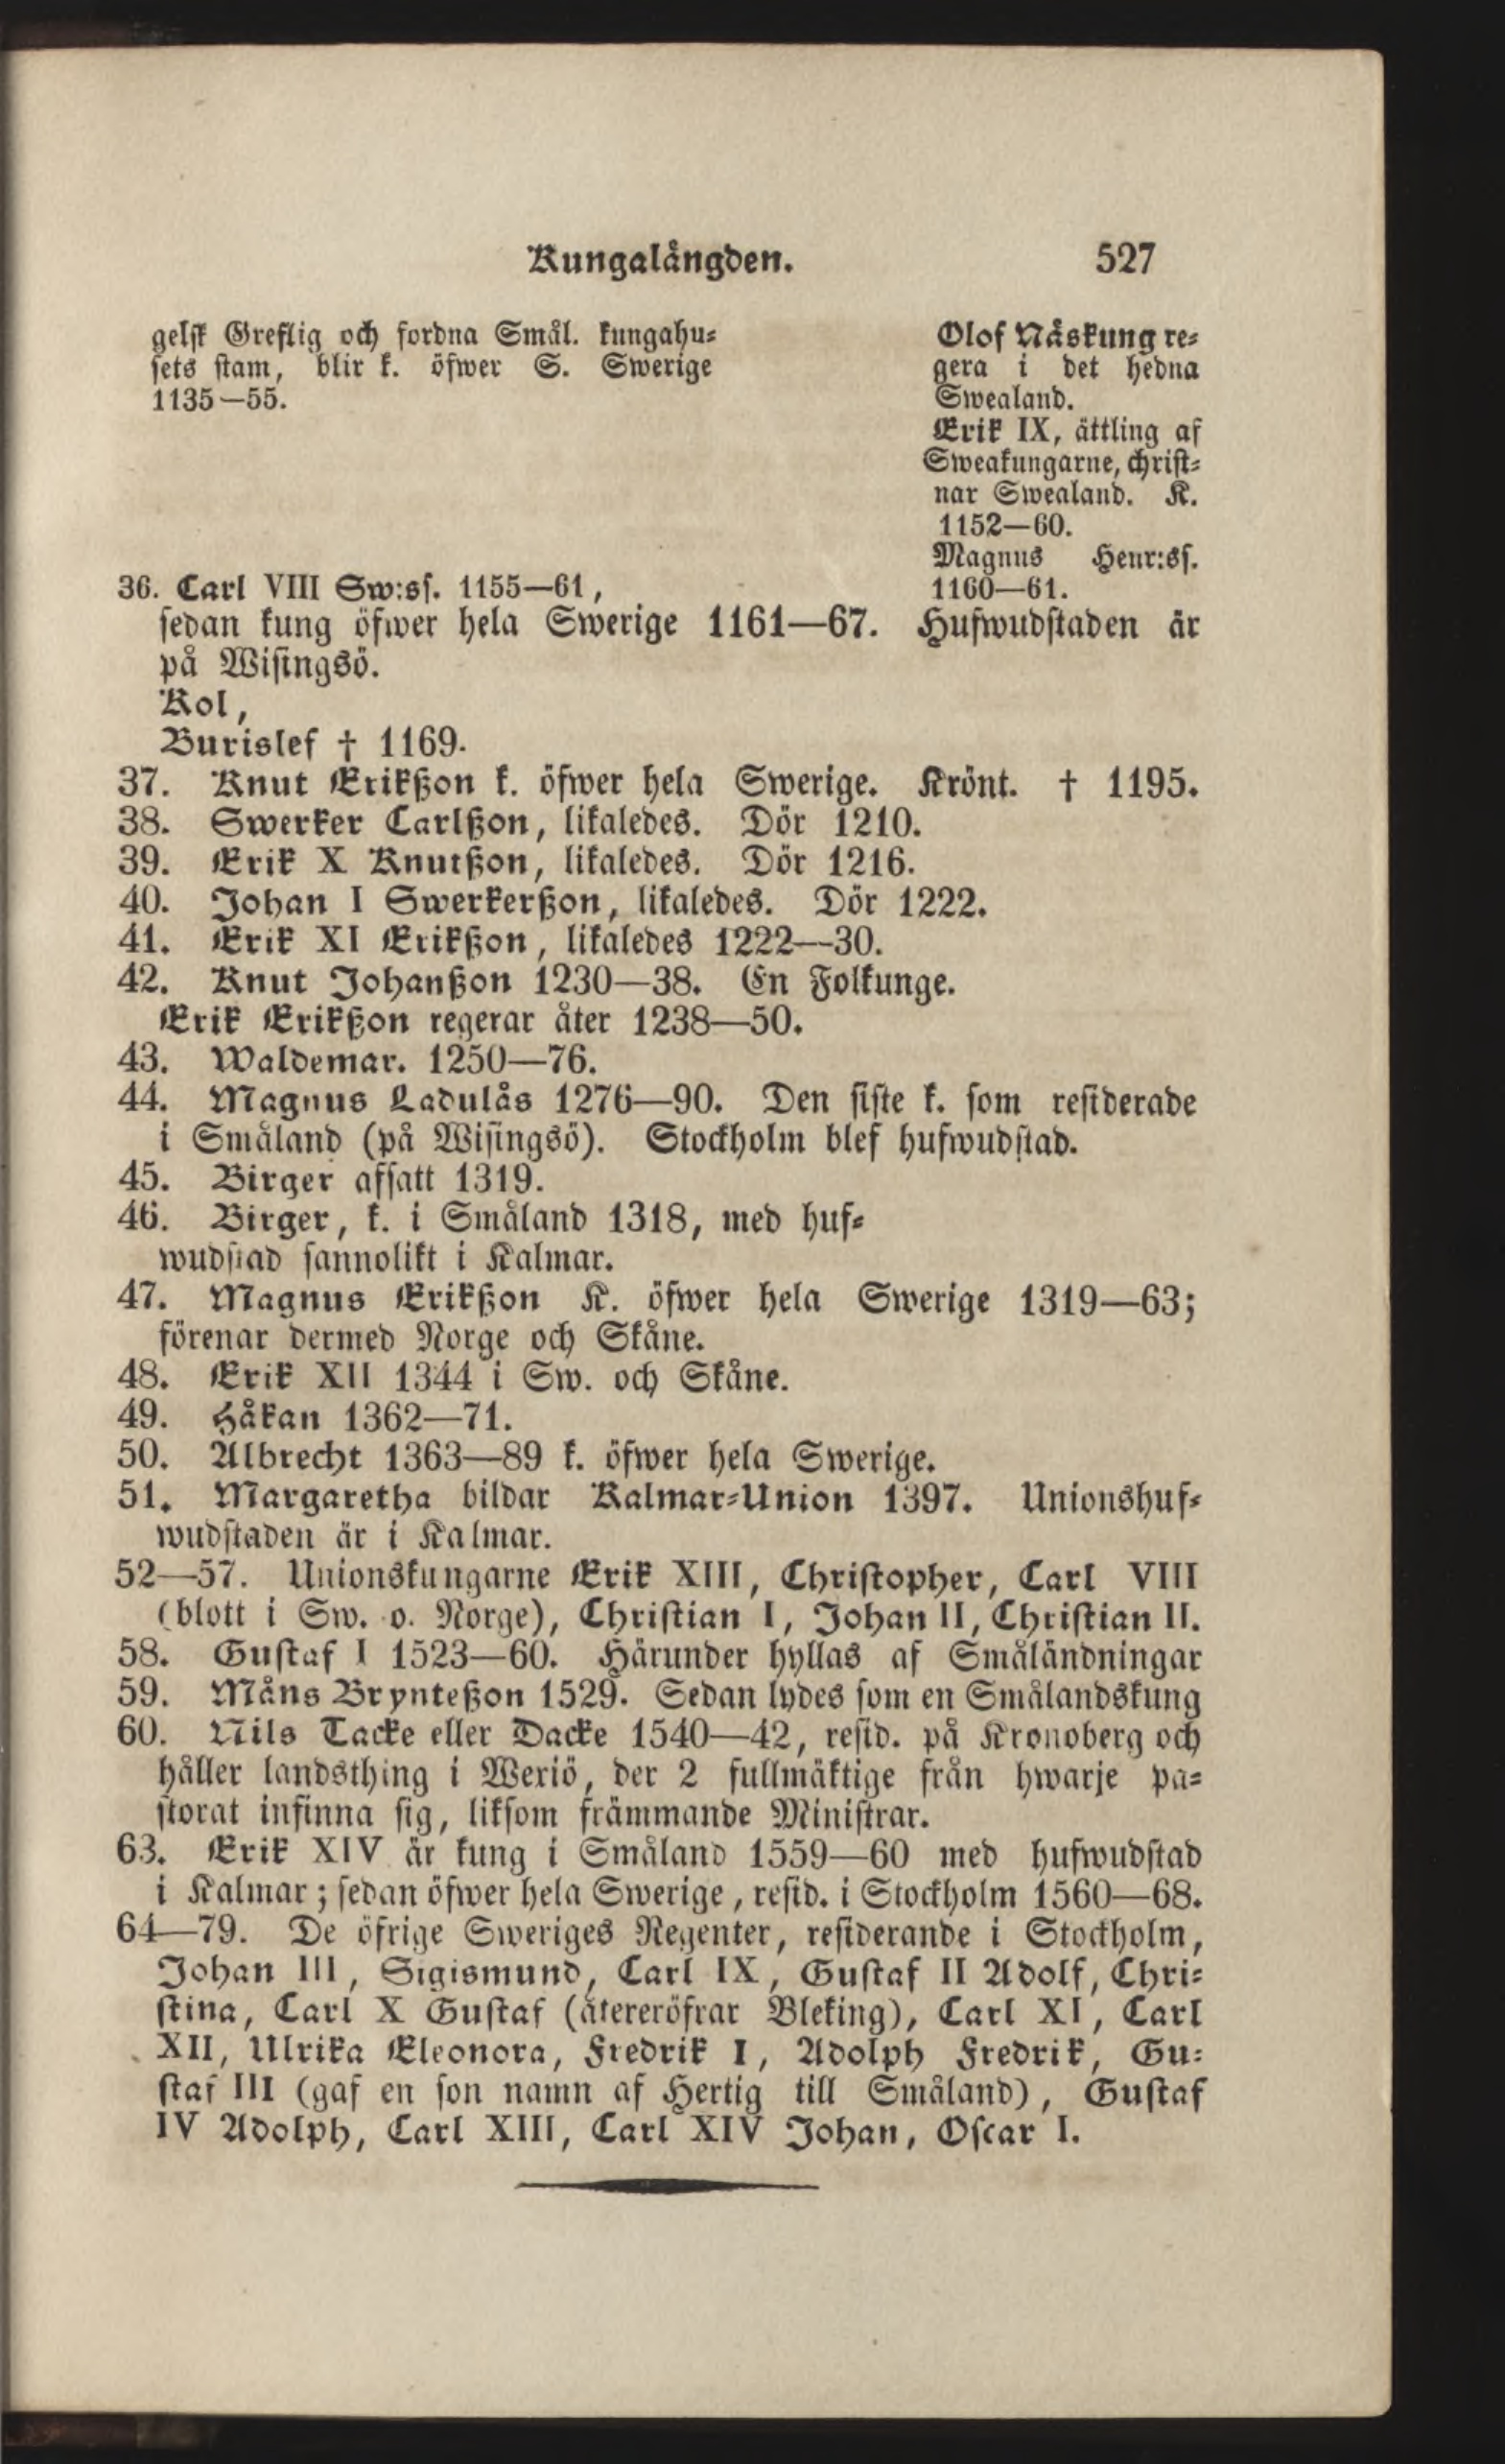 Kungalångden. 527
gelsk Greflig och fordna Smål. kungahu-
sets stam, blir k. öfwer S. Swerige
1135—55.
Olof Nåskung re-
gera i det hedna
Swealand.
Erik IX, ättling af
Sweakungarne, christ-
nar Swealand. K.
1152—60.
Magnus Henr:ss.
1160—61.
36. Carl VIII Sw:ss. 1155—61,
sedan kung öfwer hela Swerige 1161—67. Hufwudstaden är
på Wisingsö.
Kol,
Burislef † 1169.
37. Knut Erikßon k. öfwer hela Swerige. Krönt. † 1195.
38. Swerker Carlßon, likaledes. Dör 1210.
39. Erik X Knutßon, likaledes. Dör 1216.
40. Johan I Swerkerßon, likaledes. Dör 1222.
41. Erik XI Erikßon, likaledes 1222—30.
42. Knut Johanßon 1230—38. En Folkunge.
Erik Erikßon regerar åter 1238—50.
43. Waldemar. 1250—76.
44. Magnus Ladulås 1276—90. Den siste k. som residerade
i Småland (på Wisingsö). Stockholm blef hufwudstad.
45. Birger afsatt 1319.
46. Birger, k. i Småland 1318, med huf-
wudstad sannolikt i Kalmar.
47. Magnus Erikßon K. öfwer hela Swerige 1319—63;
förenar dermed Norge och Skåne.
48. Erik XII 1344 i Sw. och Skåne.
49. Håkan 1362—71.
50. Albrecht 1363—89 k. öfwer hela Swerige.
51. Margaretha bildar Kalmar-Union 1397. Unionshuf-
wudstaden är i Kalmar.
52—57. Unionskungarne Erik XIII, Christopher, Carl VIII
(blott i Sw. o. Norge), Christian I, Johan II, Christian II.
58. Gustaf I 1523—60. Härunder hyllas af Småländningar
59. Måns Brynteßon 1529. Sedan lydes som en Smålandskung
60. Nils Tacke eller Dacke 1540—42, resid. på Kronoberg och
håller landsthing i Wexiö, der 2 fullmäktige från hwarje pa-
storat infinna sig, liksom främmande Ministrar.
63. Erik XIV är kung i Småland 1559—60 med hufwudstad
i Kalmar; sedan öfwer hela Swerige, resid. i Stockholm 1560—68.
64—79. De öfrige Sweriges Regenter, residerande i Stockholm,
Johan III, Sigismund, Carl IX, Gustaf II Adolf, Chri-
stina, Carl X Gustaf (återeröfrar Bleking), Carl XI, Carl
XII, Ulrika Eleonora, Fredrik I, Adolph Fredrik, Gu-
staf III (gaf en son namn af Hertig till Småland), Gustaf
IV Adolph, Carl XIII, Carl XIV Johan, Oscar I.